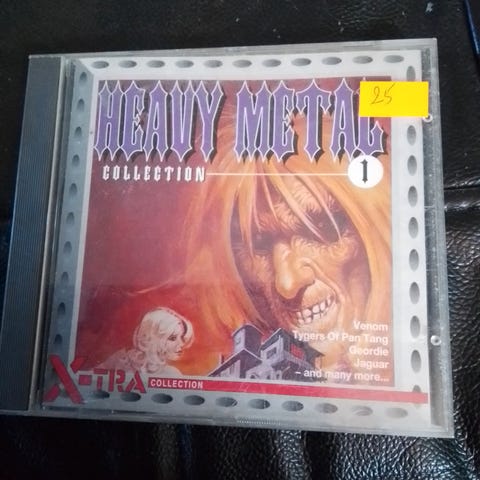 25
HEAVY METAL
COLLECTION
1
Venom
Tygers Of Pan Tang
Geordie
Jaguar
- and many more...
X-TRA COLLECTION